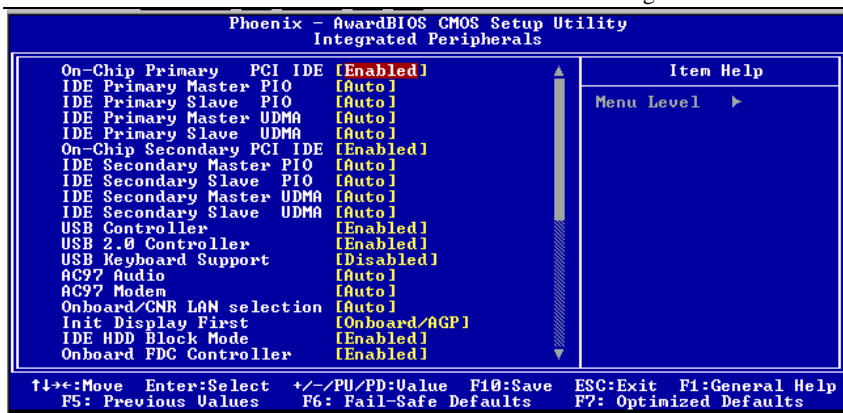 Phoenix - AwardBIOS CMOS Setup Utility
Integrated Peripherals
On-Chip Primary PCI IDE [Enabled]
IDE Primary Master PIO [Auto]
IDE Primary Slave PIO [Auto]
IDE Primary Master UDMA [Auto]
IDE Primary Slave UDMA [Auto]
On-Chip Secondary PCI IDE [Enabled]
IDE Secondary Master PIO [Auto]
IDE Secondary Slave PIO [Auto]
IDE Secondary Master UDMA [Auto]
IDE Secondary Slave UDMA [Auto]
USB Controller [Enabled]
USB 2.0 Controller [Enabled]
USB Keyboard Support [Disabled]
AC97 Audio [Auto]
AC97 Modem [Auto]
Onboard/CNR LAN selection [Auto]
Init Display First [Onboard/AGP]
IDE HDD Block Mode [Enabled]
Onboard FDC Controller [Enabled]
Item Help
Menu Level ►
↑↓→←:Move Enter:Select +/-/PU/PD:Value F10:Save ESC:Exit F1:General Help
F5: Previous Values F6: Fail-Safe Defaults F7: Optimized Defaults